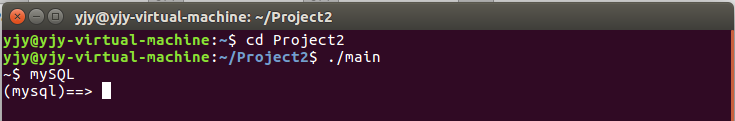 yjy@yjy-virtual-machine: ~/Project2
yjy@yjy-virtual-machine:~$ cd Project2
yjy@yjy-virtual-machine:~/Project2$ ./main
~$ mySQL
(mysql)==>